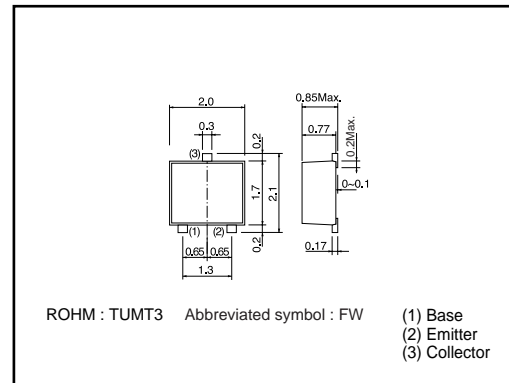 2.0
0.3
(3)
0.2
1.7
2.1
(1) (2)
0.65 0.65
0.2
1.3
0.85Max.
0.77
0.2Max.
0~0.1
0.17
ROHM : TUMT3 Abbreviated symbol : FW
(1) Base
(2) Emitter
(3) Collector